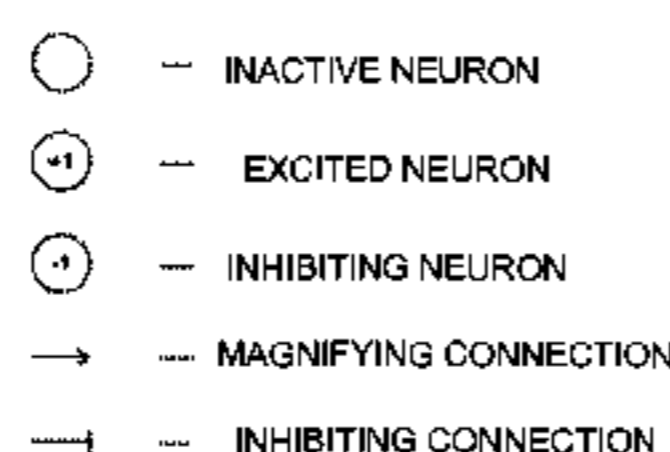 — INACTIVE NEURON
+1 — EXCITED NEURON
-1 — INHIBITING NEURON
— MAGNIFYING CONNECTION
— INHIBITING CONNECTION